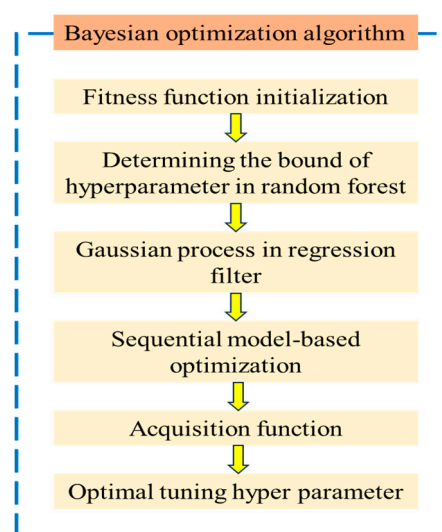 Bayesian optimization algorithm
Fitness function initialization
Determining the bound of
hyperparameter in random forest
Gaussian process in regression
filter
Sequential model-based
optimization
Acquisition function
Optimal tuning hyper parameter